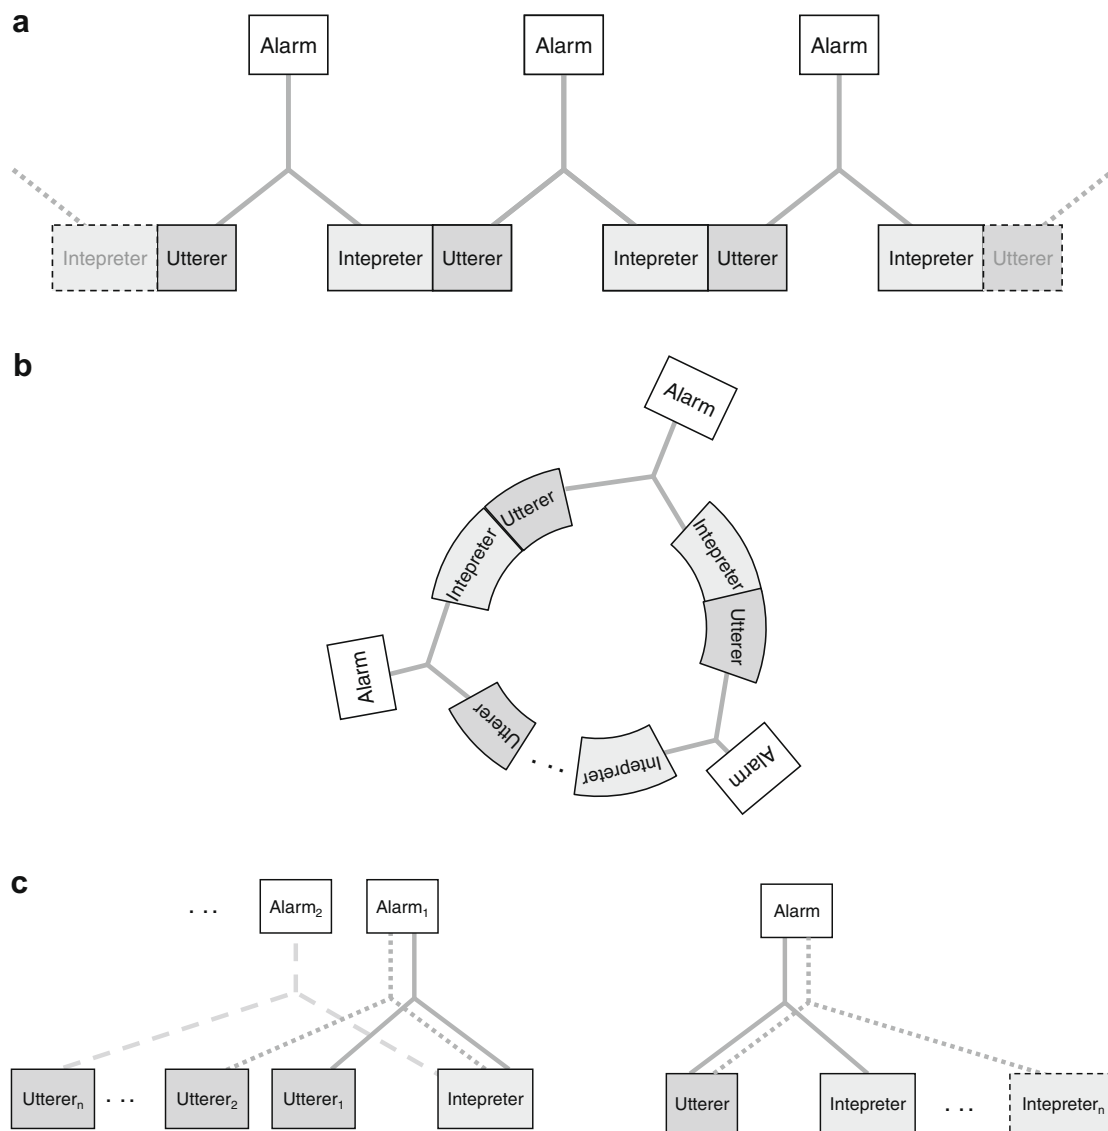 a
Alarm Alarm Alarm
Intepreter Utterer Intepreter Utterer Intepreter Utterer Intepreter Utterer
b
Alarm
Utterer
Intepreter
Intepreter
Utterer
Alarm
Utterer
...
Intepreter
Alarm
c
... Alarm₂ Alarm₁ Alarm
Uttererₙ ... Utterer₂ Utterer₁ Intepreter Utterer Intepreter ... Intepreterₙ